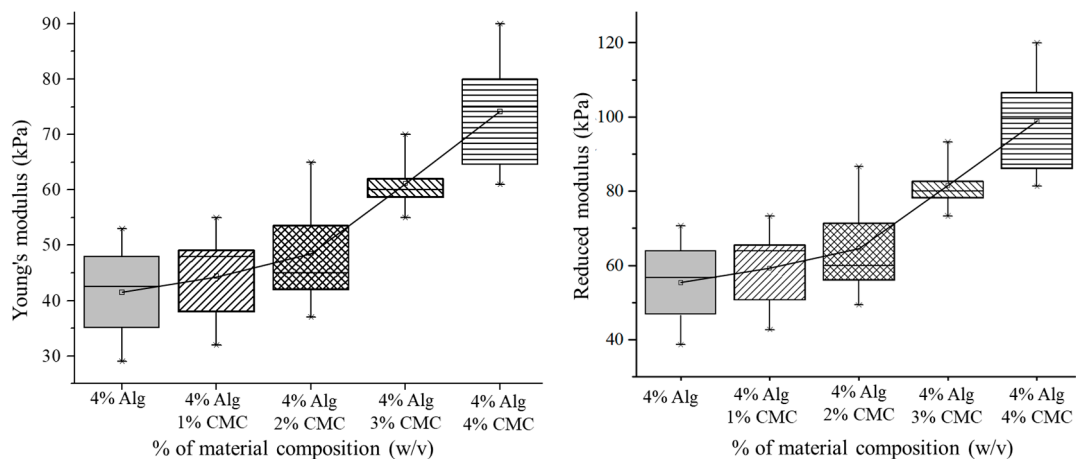 Young's modulus (kPa)
90
80
70
60
50
40
30
4% Alg
4% Alg
1% CMC
4% Alg
2% CMC
4% Alg
3% CMC
4% Alg
4% CMC
% of material composition (w/v)
Reduced modulus (kPa)
120
100
80
60
40
4% Alg
4% Alg
1% CMC
4% Alg
2% CMC
4% Alg
3% CMC
4% Alg
4% CMC
% of material composition (w/v)